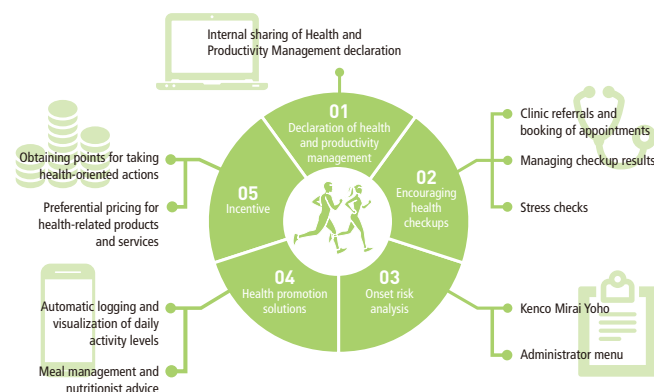 Internal sharing of Health and
Productivity Management declaration
01
Declaration of health
and productivity
management
02
Encouraging
health
checkups
Clinic referrals and
booking of appointments
Managing checkup results
Stress checks
03
Onset risk
analysis
Kenco Mirai Yoho
Administrator menu
04
Health promotion
solutions
Automatic logging and
visualization of daily
activity levels
Meal management and
nutritionist advice
05
Incentive
Obtaining points for taking
health-oriented actions
Preferential pricing for
health-related products
and services